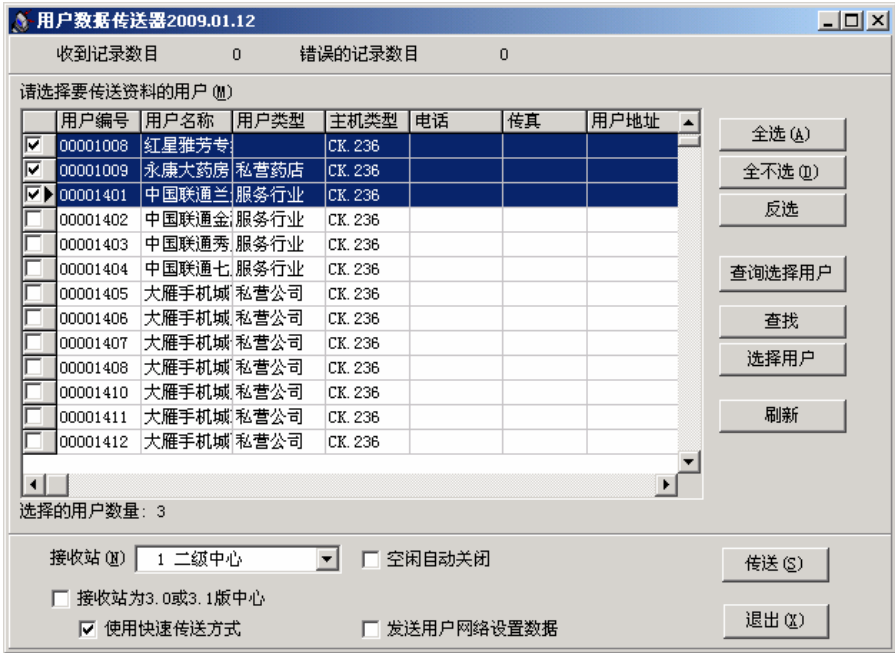 用户数据传送器2009.01.12
收到记录数目 0 错误的记录数目 0
请选择要传送资料的用户(M)
用户编号 用户名称 用户类型 主机类型 电话 传真 用户地址
00001008 红星雅芳专 CK.236
00001009 永康大药房 私营药店 CK.236
00001401 中国联通兰 服务行业 CK.236
00001402 中国联通金 服务行业 CK.236
00001403 中国联通秀 服务行业 CK.236
00001404 中国联通七 服务行业 CK.236
00001405 大雁手机城 私营公司 CK.236
00001406 大雁手机城 私营公司 CK.236
00001407 大雁手机城 私营公司 CK.236
00001408 大雁手机城 私营公司 CK.236
00001410 大雁手机城 私营公司 CK.236
00001411 大雁手机城 私营公司 CK.236
00001412 大雁手机城 私营公司 CK.236
全选(A)
全不选(D)
反选
查询选择用户
查找
选择用户
刷新
选择的用户数量: 3
接收站(N) 1 二级中心 空闲自动关闭 传送(S)
接收站为3.0或3.1版中心
使用快速传送方式 发送用户网络设置数据 退出(X)